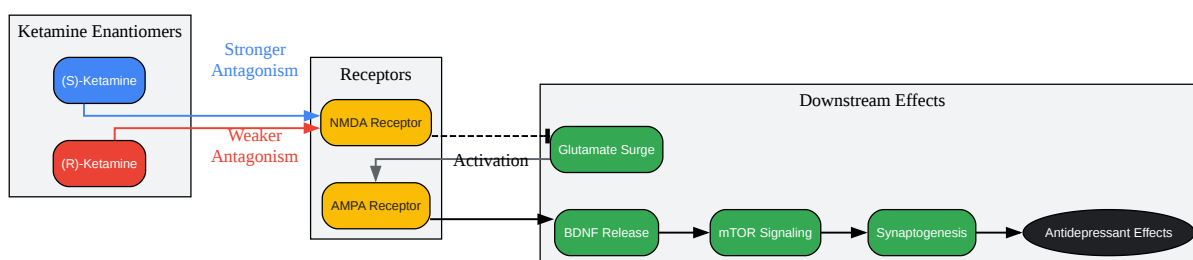 Ketamine Enantiomers
(S)-Ketamine
(R)-Ketamine
Stronger
Antagonism
Weaker
Antagonism
Receptors
NMDA Receptor
AMPA Receptor
Activation
Downstream Effects
Glutamate Surge
BDNF Release
mTOR Signaling
Synaptogenesis
Antidepressant Effects